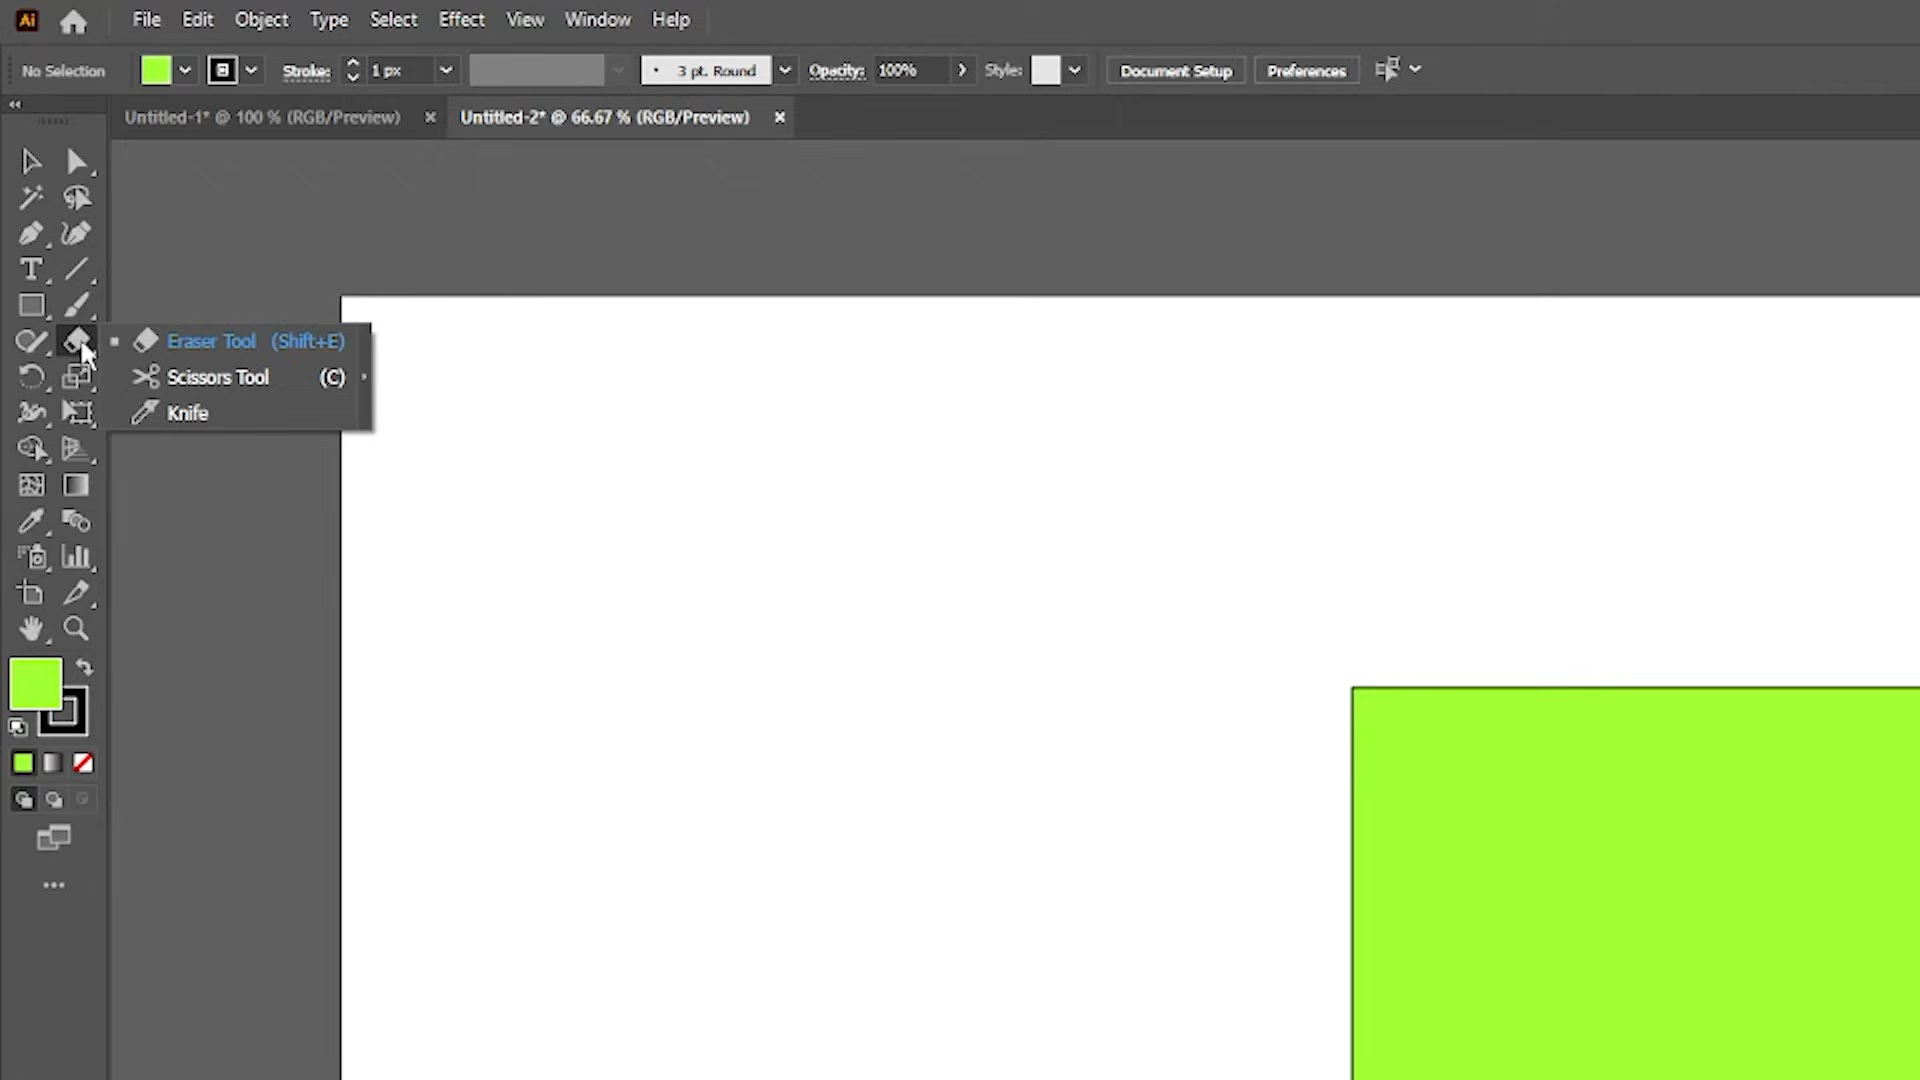 Ai File Edit Object Type Select Effect View Window Help
No Selection Stroke: 1 px 3 pt. Round Opacity: 100% Style: Document Setup Preferences
Untitled-1* @ 100 % (RGB/Preview) × Untitled-2* @ 66.67 % (RGB/Preview) ×
Eraser Tool (Shift+E)
Scissors Tool (C)
Knife